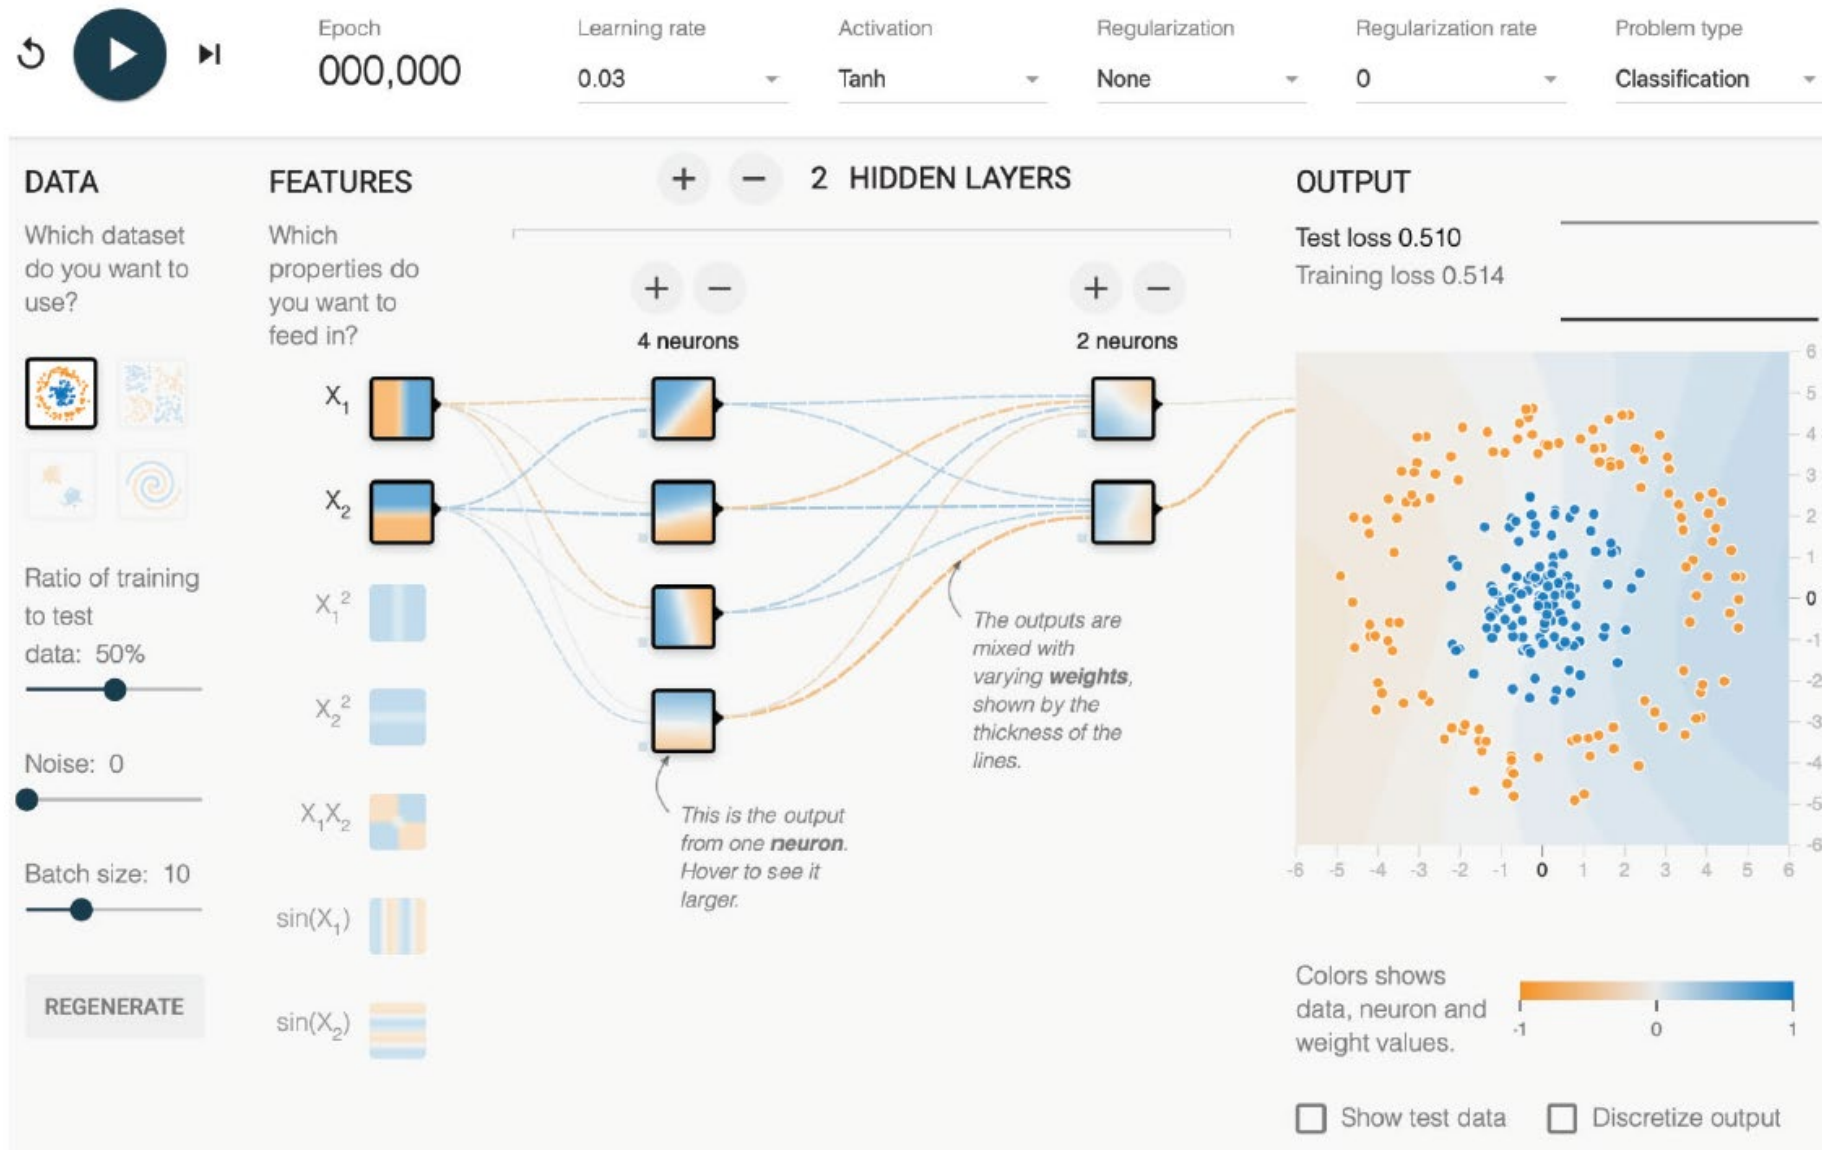 Epoch
000,000
Learning rate
0.03
Activation
Tanh
Regularization
None
Regularization rate
0
Problem type
Classification
DATA
Which dataset
do you want to
use?
Ratio of training
to test
data: 50%
Noise: 0
Batch size: 10
REGENERATE
FEATURES
Which
properties do
you want to
feed in?
X₁
X₂
X₁²
X₂²
X₁X₂
sin(X₁)
sin(X₂)
+ − 2 HIDDEN LAYERS
+ −
4 neurons
+ −
2 neurons
This is the output
from one neuron.
Hover to see it
larger.
The outputs are
mixed with
varying weights,
shown by the
thickness of the
lines.
OUTPUT
Test loss 0.510
Training loss 0.514
6
5
4
3
2
1
0
-1
-2
-3
-4
-5
-6
-6 -5 -4 -3 -2 -1 0 1 2 3 4 5 6
Colors shows
data, neuron and
weight values.
-1 0 1
Show test data
Discretize output